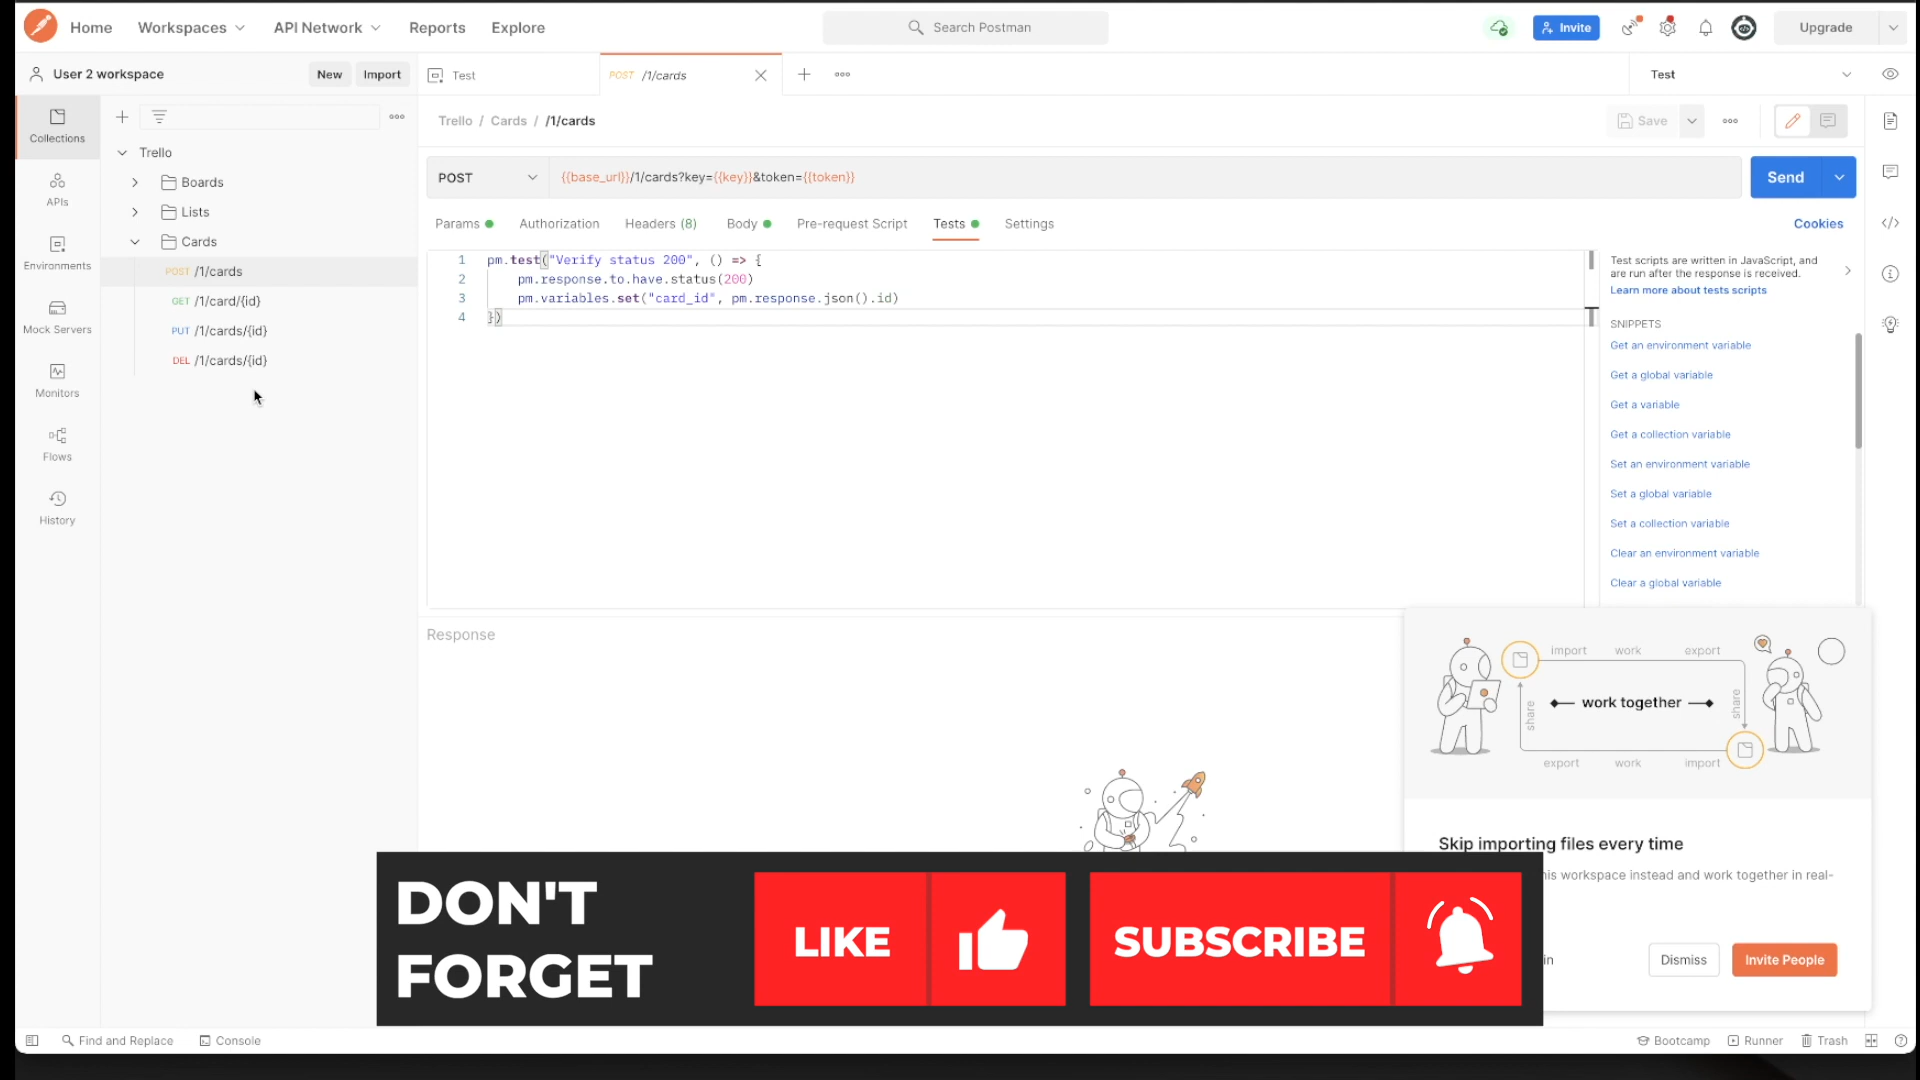 Home
Workspaces
API Network
Reports
Explore
Search Postman
Invite
Upgrade
User 2 workspace
New
Import
Test
POST /1/cards
Test
Collections
Trello / Cards / /1/cards
Save
Trello
Boards
Lists
Cards
POST /1/cards
GET /1/card/{id}
PUT /1/cards/{id}
DEL /1/cards/{id}
APIs
Environments
Mock Servers
Monitors
Flows
History
POST
{{base_url}}/1/cards?key={{key}}&token={{token}}
Send
Params
Authorization
Headers (8)
Body
Pre-request Script
Tests
Settings
Cookies
1 pm.test("Verify status 200", () => {
2 pm.response.to.have.status(200)
3 pm.variables.set("card_id", pm.response.json().id)
4 })
Test scripts are written in JavaScript, and
are run after the response is received.
Learn more about tests scripts
SNIPPETS
Get an environment variable
Get a global variable
Get a variable
Get a collection variable
Set an environment variable
Set a global variable
Set a collection variable
Clear an environment variable
Clear a global variable
Response
import work export
share
work together
share
export work import
Skip importing files every time
his workspace instead and work together in real-
in
Dismiss
Invite People
DON'T
FORGET
LIKE
SUBSCRIBE
Find and Replace
Console
Bootcamp
Runner
Trash